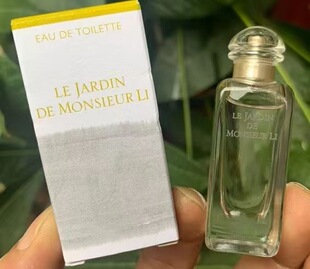 EAU DE TOILETTE
LE JARDIN
DE MONSIEUR LI
LE JARDIN
DE
MONSIEUR LI